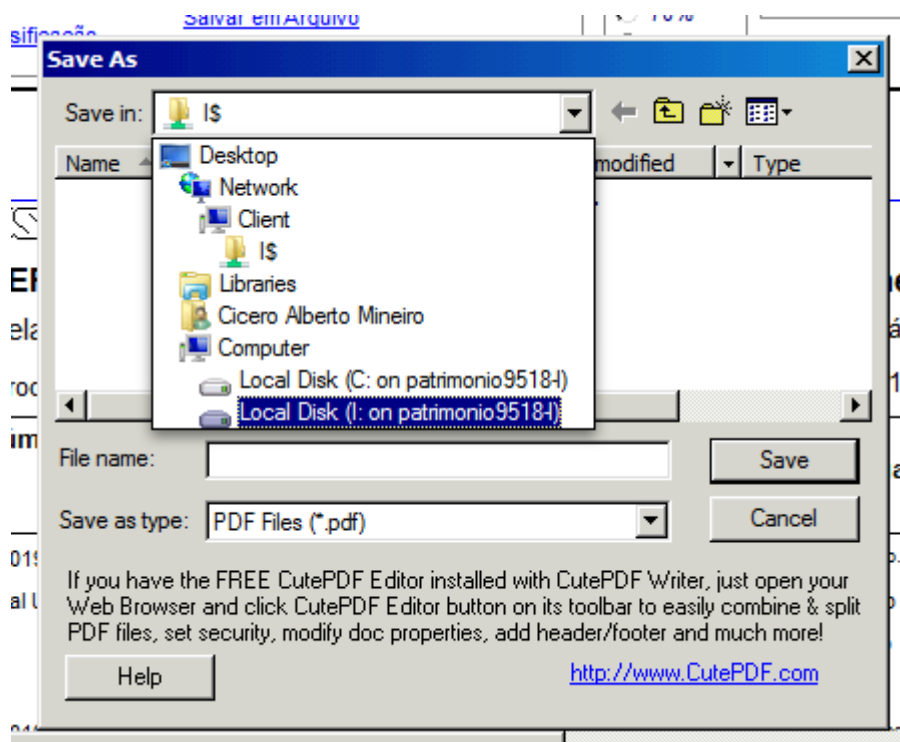 Salvar em Arquivo
70%
Save As
Save in: I$
Name modified Type
Desktop
Network
Client
I$
Libraries
Cicero Alberto Mineiro
Computer
Local Disk (C: on patrimonio9518-I)
Local Disk (I: on patrimonio9518-I)
File name:
Save
Save as type: PDF Files (*.pdf)
Cancel
If you have the FREE CutePDF Editor installed with CutePDF Writer, just open your
Web Browser and click CutePDF Editor button on its toolbar to easily combine & split
PDF files, set security, modify doc properties, add header/footer and much more!
Help
http://www.CutePDF.com